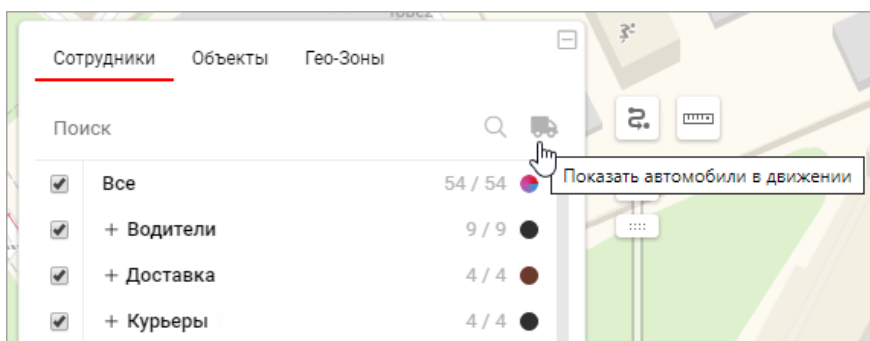 Сотрудники Объекты Гео-Зоны
Поиск
Показать автомобили в движении
Все 54 / 54
+ Водители 9 / 9
+ Доставка 4 / 4
+ Курьеры 4 / 4